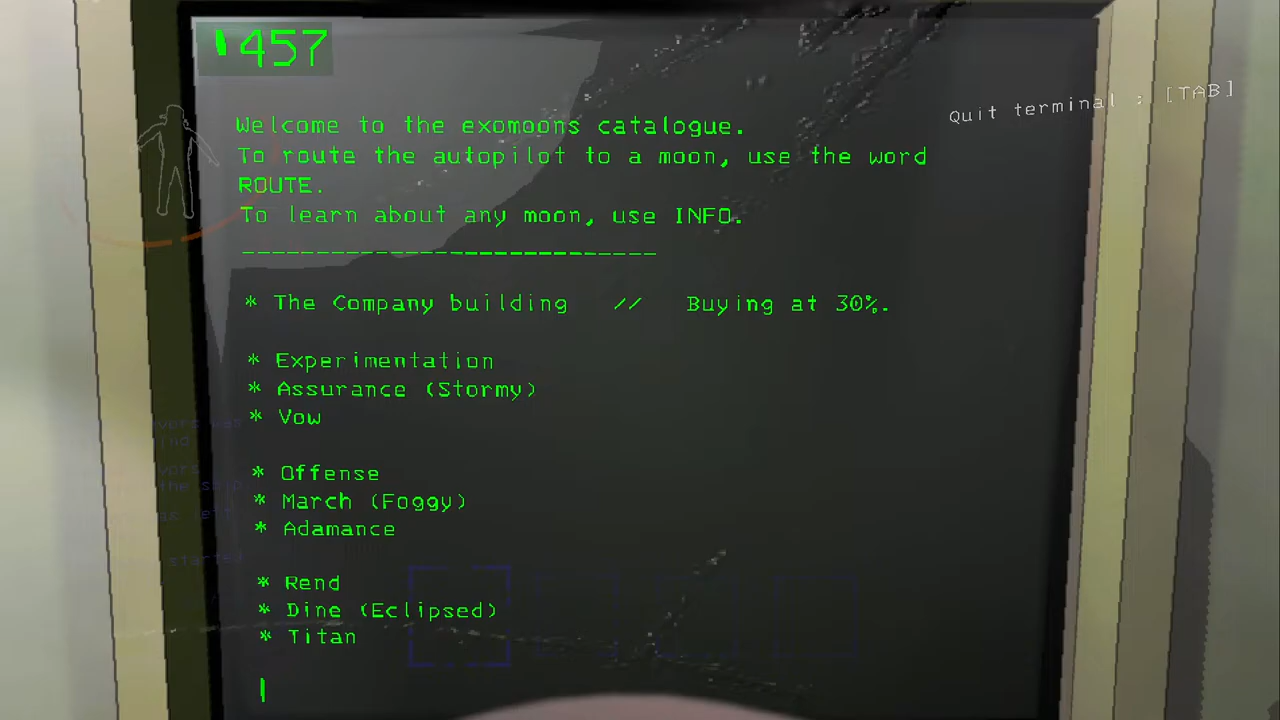 457
Quit terminal : [TAB]
Welcome to the exomoons catalogue.
To route the autopilot to a moon, use the word
ROUTE.
To learn about any moon, use INFO.
----------------------------
* The Company building // Buying at 30%.
* Experimentation
* Assurance (Stormy)
* Vow
* Offense
* March (Foggy)
* Adamance
* Rend
* Dine (Eclipsed)
* Titan
started